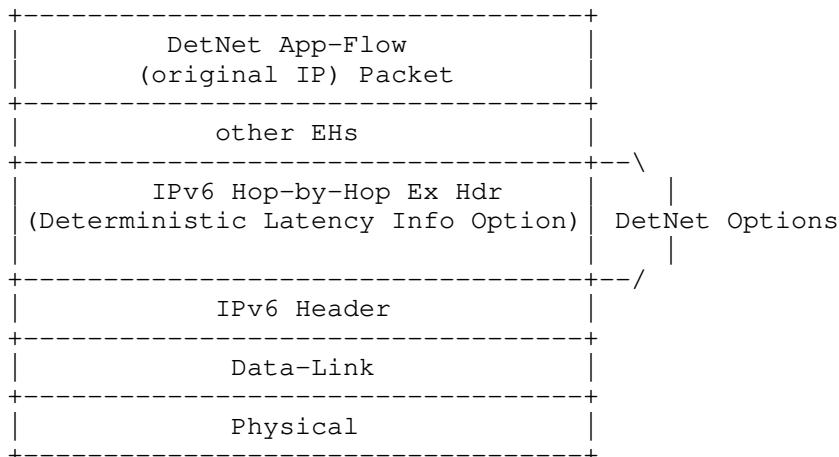 DetNet App-Flow
(original IP) Packet
other EHs
IPv6 Hop-by-Hop Ex Hdr
(Deterministic Latency Info Option)
DetNet Options
IPv6 Header
Data-Link
Physical